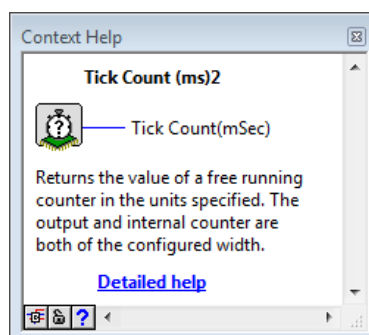 Context Help
Tick Count (ms)2
Tick Count(mSec)
Returns the value of a free running
counter in the units specified. The
output and internal counter are
both of the configured width.
Detailed help
?